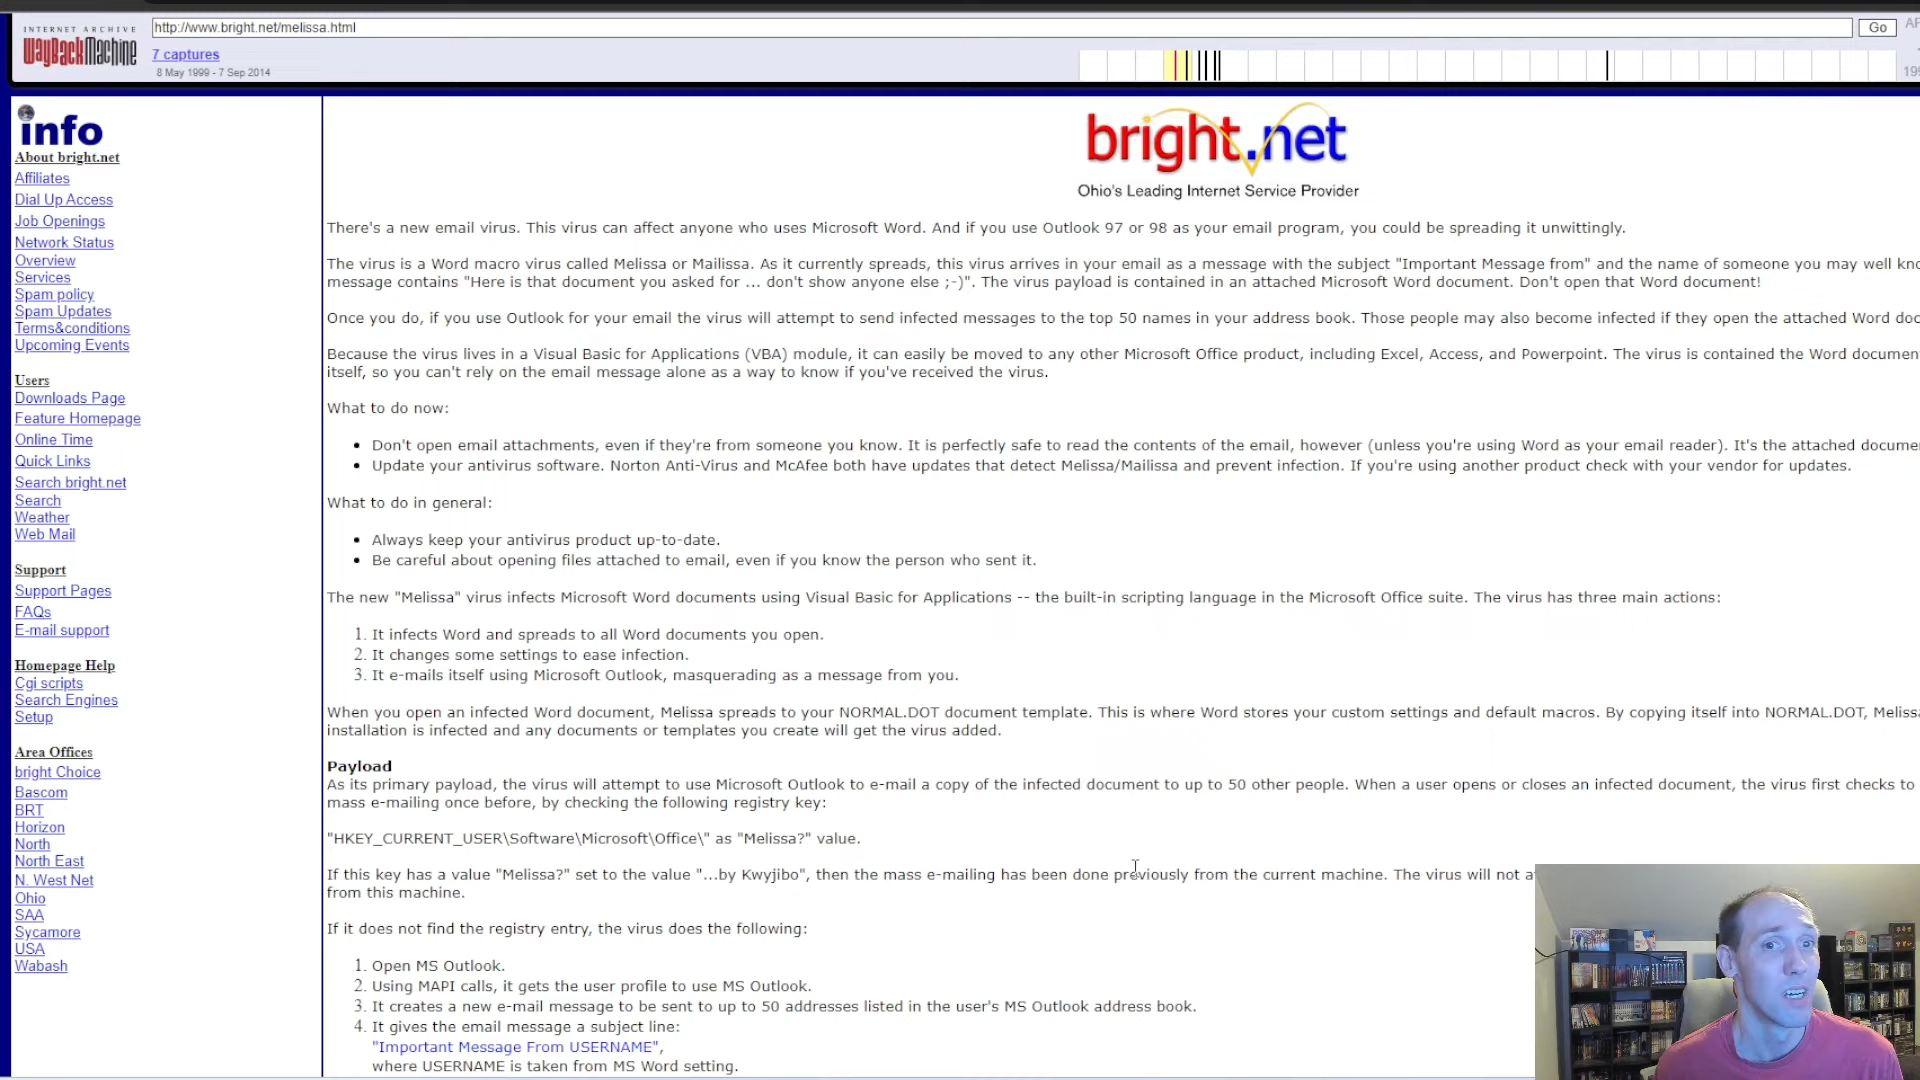 INTERNET ARCHIVE
WayBackMachine
http://www.bright.net/melissa.html
Go
7 captures
8 May 1999 - 7 Sep 2014
info
About bright.net
Affiliates
Dial Up Access
Job Openings
Network Status
Overview
Services
Spam policy
Spam Updates
Terms&conditions
Upcoming Events
Users
Downloads Page
Feature Homepage
Online Time
Quick Links
Search bright.net
Search
Weather
Web Mail
Support
Support Pages
FAQs
E-mail support
Homepage Help
Cgi scripts
Search Engines
Setup
Area Offices
bright Choice
Bascom
BRT
Horizon
North
North East
N. West Net
Ohio
SAA
Sycamore
USA
Wabash
bright.net
Ohio's Leading Internet Service Provider
There's a new email virus. This virus can affect anyone who uses Microsoft Word. And if you use Outlook 97 or 98 as your email program, you could be spreading it unwittingly.
The virus is a Word macro virus called Melissa or Mailissa. As it currently spreads, this virus arrives in your email as a message with the subject "Important Message from" and the name of someone you may well
message contains "Here is that document you asked for ... don't show anyone else ;-)". The virus payload is contained in an attached Microsoft Word document. Don't open that Word document!
Once you do, if you use Outlook for your email the virus will attempt to send infected messages to the top 50 names in your address book. Those people may also become infected if they open the attached Word
Because the virus lives in a Visual Basic for Applications (VBA) module, it can easily be moved to any other Microsoft Office product, including Excel, Access, and Powerpoint. The virus is contained the Word
itself, so you can't rely on the email message alone as a way to know if you've received the virus.
What to do now:
• Don't open email attachments, even if they're from someone you know. It is perfectly safe to read the contents of the email, however (unless you're using Word as your email reader). It's the attached
• Update your antivirus software. Norton Anti-Virus and McAfee both have updates that detect Melissa/Mailissa and prevent infection. If you're using another product check with your vendor for updates.
What to do in general:
• Always keep your antivirus product up-to-date.
• Be careful about opening files attached to email, even if you know the person who sent it.
The new "Melissa" virus infects Microsoft Word documents using Visual Basic for Applications -- the built-in scripting language in the Microsoft Office suite. The virus has three main actions:
1. It infects Word and spreads to all Word documents you open.
2. It changes some settings to ease infection.
3. It e-mails itself using Microsoft Outlook, masquerading as a message from you.
When you open an infected Word document, Melissa spreads to your NORMAL.DOT document template. This is where Word stores your custom settings and default macros. By copying itself into NORMAL.DOT,
installation is infected and any documents or templates you create will get the virus added.
Payload
As its primary payload, the virus will attempt to use Microsoft Outlook to e-mail a copy of the infected document to up to 50 other people. When a user opens or closes an infected document, the virus first checks to
mass e-mailing once before, by checking the following registry key:
"HKEY_CURRENT_USER\Software\Microsoft\Office\" as "Melissa?" value.
If this key has a value "Melissa?" set to the value "...by Kwyjibo", then the mass e-mailing has been done previously from the current machine. The virus will not
from this machine.
If it does not find the registry entry, the virus does the following:
1. Open MS Outlook.
2. Using MAPI calls, it gets the user profile to use MS Outlook.
3. It creates a new e-mail message to be sent to up to 50 addresses listed in the user's MS Outlook address book.
4. It gives the email message a subject line:
"Important Message From USERNAME",
where USERNAME is taken from MS Word setting.